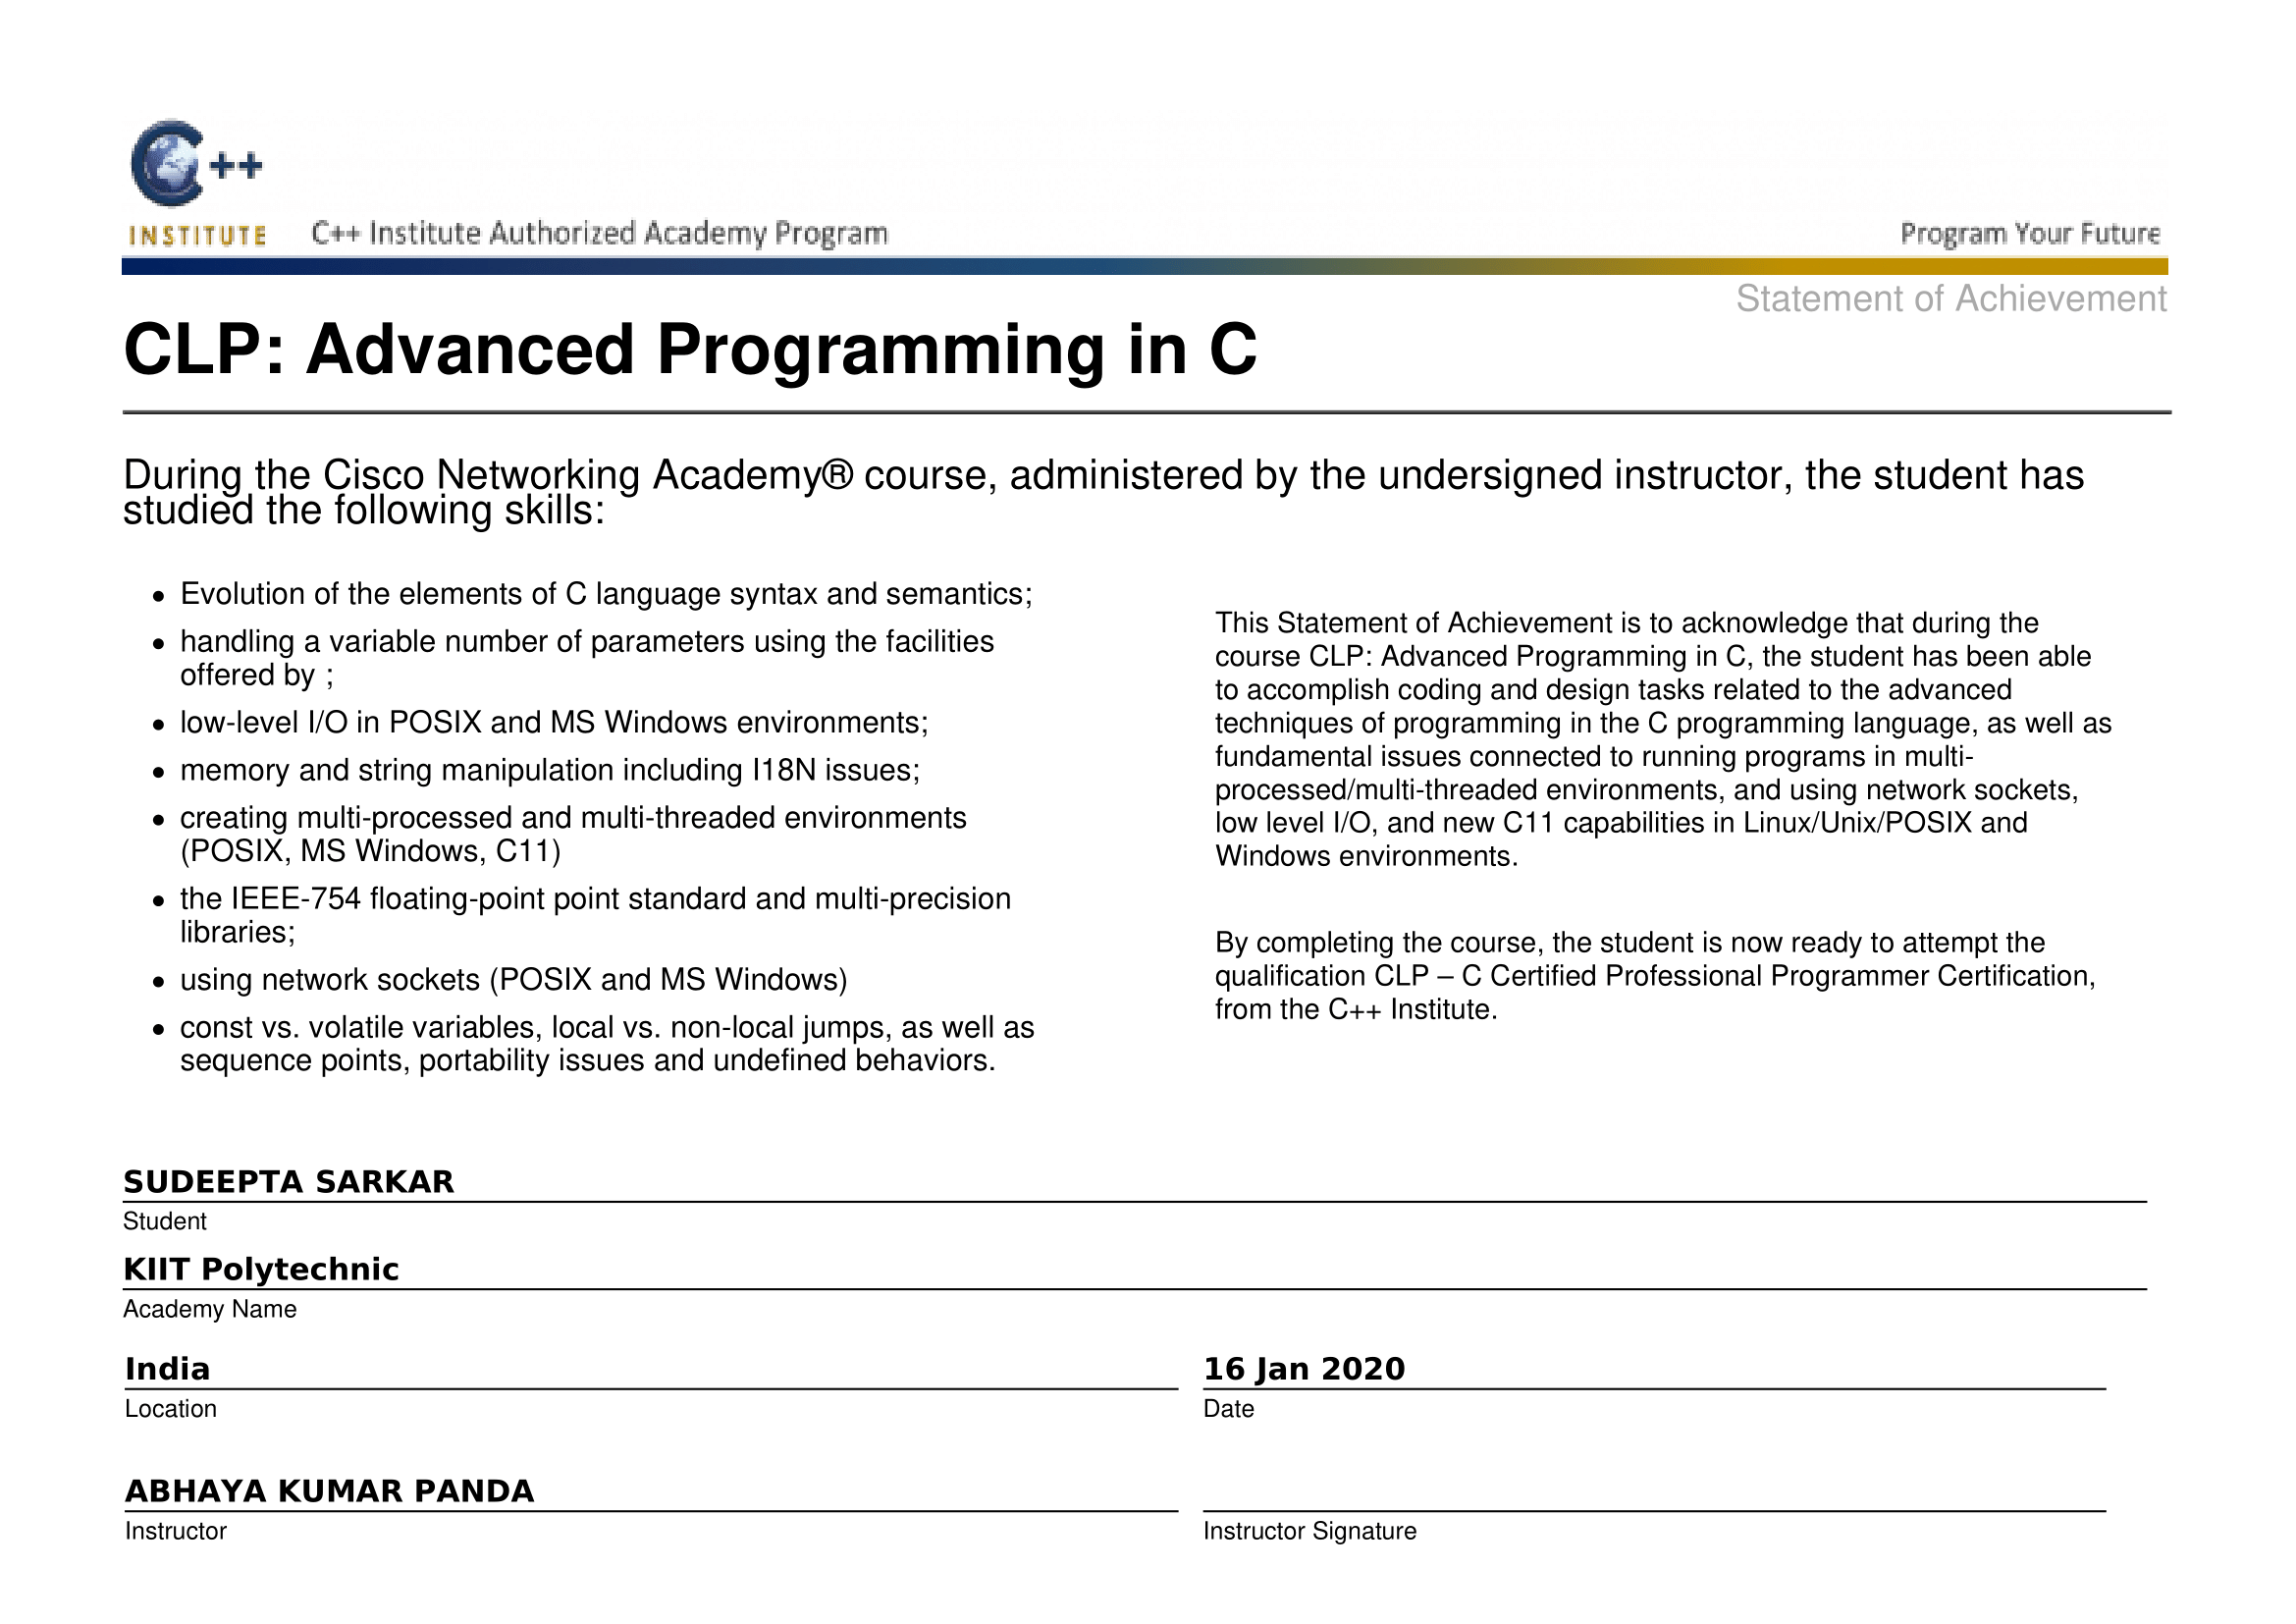 C++
INSTITUTE C++ Institute Authorized Academy Program Program Your Future
Statement of Achievement
CLP: Advanced Programming in C
During the Cisco Networking Academy® course, administered by the undersigned instructor, the student has
studied the following skills:
• Evolution of the elements of C language syntax and semantics;
• handling a variable number of parameters using the facilities
offered by ;
• low-level I/O in POSIX and MS Windows environments;
• memory and string manipulation including I18N issues;
• creating multi-processed and multi-threaded environments
(POSIX, MS Windows, C11)
• the IEEE-754 floating-point point standard and multi-precision
libraries;
• using network sockets (POSIX and MS Windows)
• const vs. volatile variables, local vs. non-local jumps, as well as
sequence points, portability issues and undefined behaviors.
This Statement of Achievement is to acknowledge that during the
course CLP: Advanced Programming in C, the student has been able
to accomplish coding and design tasks related to the advanced
techniques of programming in the C programming language, as well as
fundamental issues connected to running programs in multi-
processed/multi-threaded environments, and using network sockets,
low level I/O, and new C11 capabilities in Linux/Unix/POSIX and
Windows environments.
By completing the course, the student is now ready to attempt the
qualification CLP – C Certified Professional Programmer Certification,
from the C++ Institute.
SUDEEPTA SARKAR
Student
KIIT Polytechnic
Academy Name
India
Location
16 Jan 2020
Date
ABHAYA KUMAR PANDA
Instructor
Instructor Signature